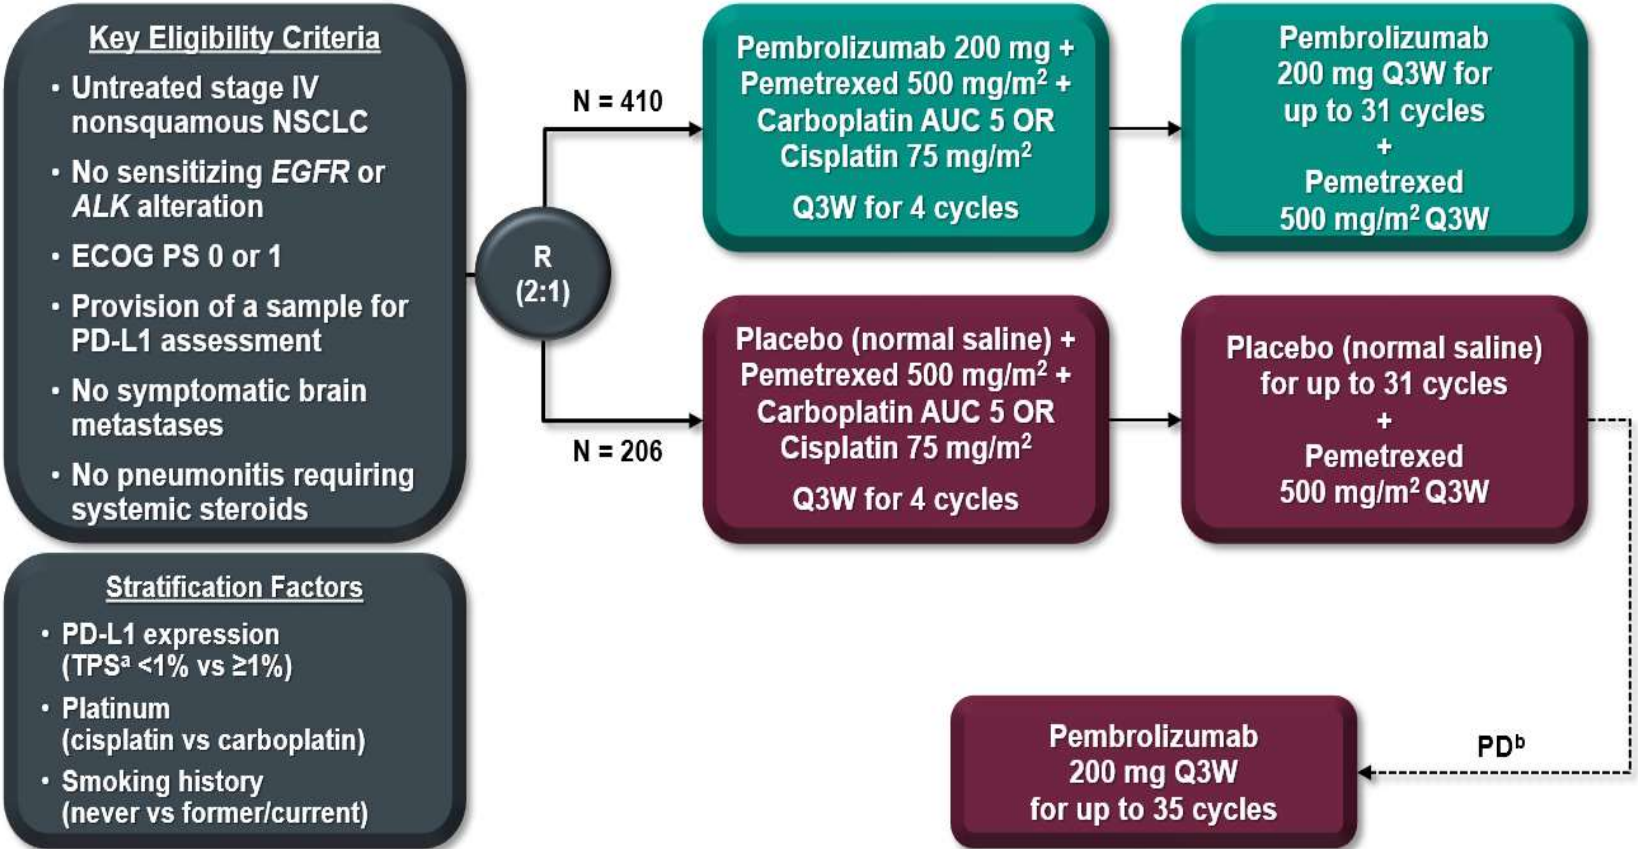 Key Eligibility Criteria
• Untreated stage IV
nonsquamous NSCLC
• No sensitizing EGFR or
ALK alteration
• ECOG PS 0 or 1
• Provision of a sample for
PD-L1 assessment
• No symptomatic brain
metastases
• No pneumonitis requiring
systemic steroids
Stratification Factors
• PD-L1 expression
(TPSᵃ <1% vs ≥1%)
• Platinum
(cisplatin vs carboplatin)
• Smoking history
(never vs former/current)
R
(2:1)
N = 410
Pembrolizumab 200 mg +
Pemetrexed 500 mg/m² +
Carboplatin AUC 5 OR
Cisplatin 75 mg/m²
Q3W for 4 cycles
Pembrolizumab
200 mg Q3W for
up to 31 cycles
+
Pemetrexed
500 mg/m² Q3W
N = 206
Placebo (normal saline) +
Pemetrexed 500 mg/m² +
Carboplatin AUC 5 OR
Cisplatin 75 mg/m²
Q3W for 4 cycles
Placebo (normal saline)
for up to 31 cycles
+
Pemetrexed
500 mg/m² Q3W
PDᵇ
Pembrolizumab
200 mg Q3W
for up to 35 cycles